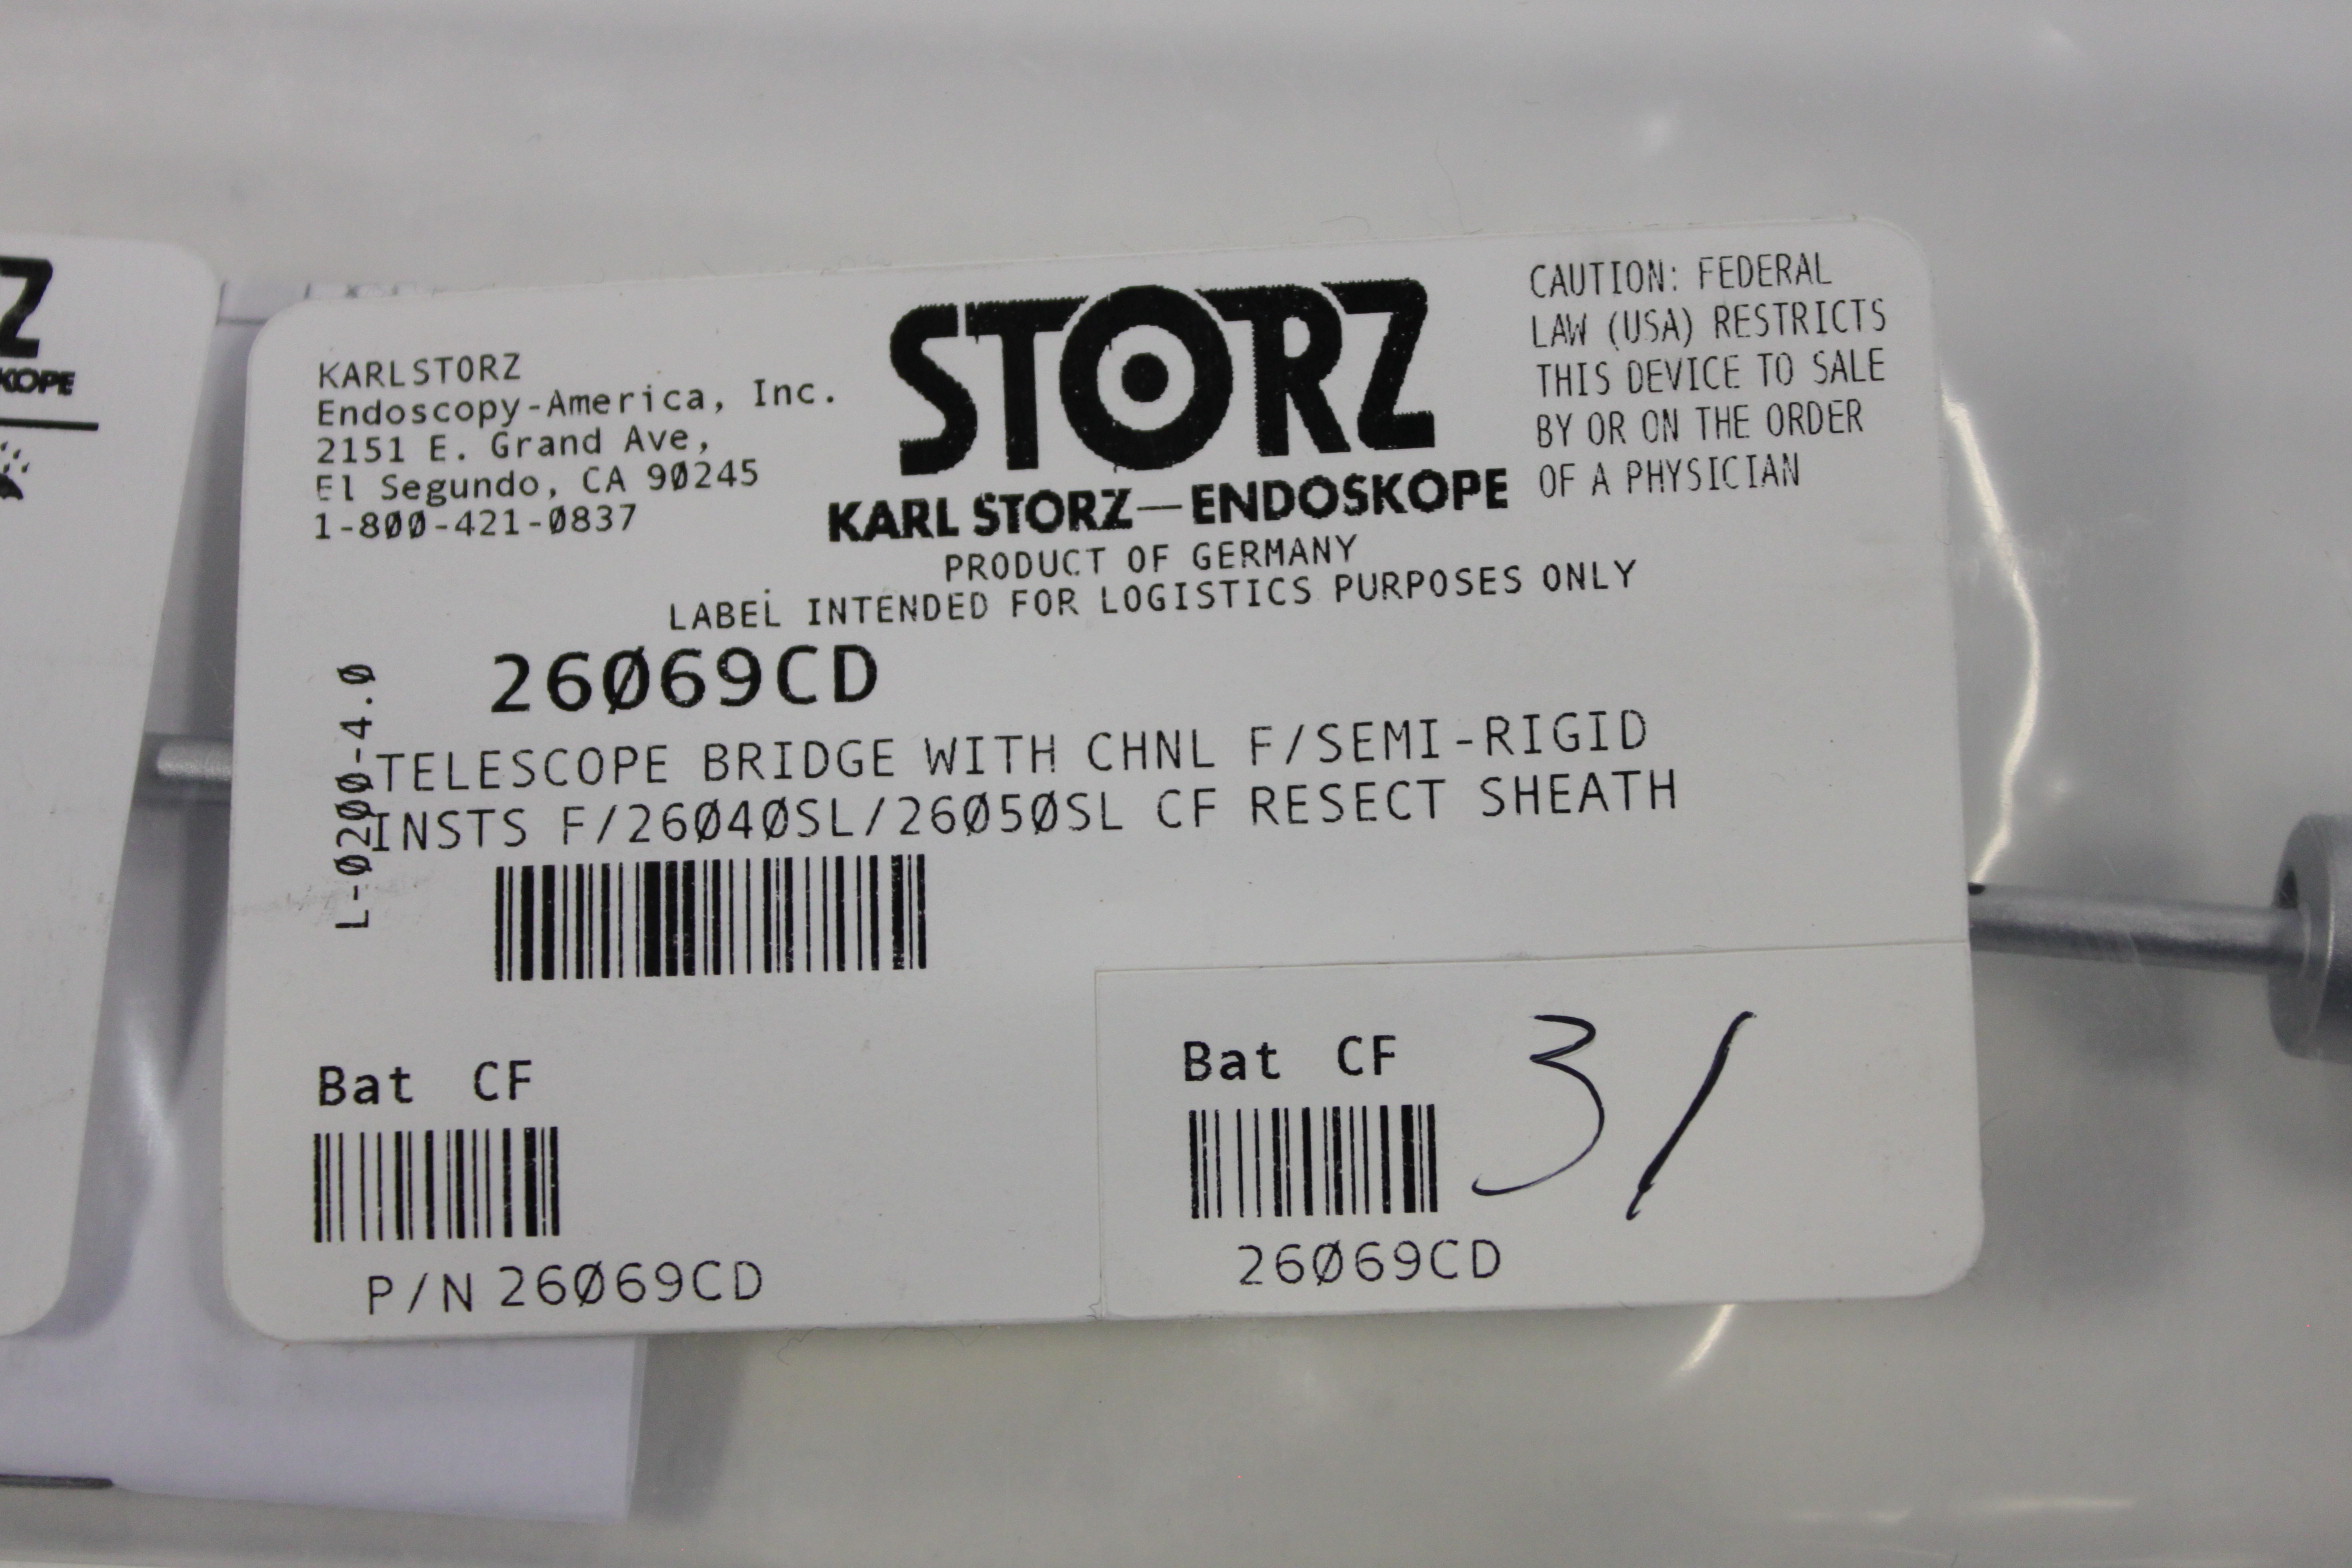 Z
KOPE
KARLSTORZ
Endoscopy-America, Inc.
2151 E. Grand Ave,
El Segundo, CA 90245
1-800-421-0837
STORZ
KARL STORZ—ENDOSKOPE
CAUTION: FEDERAL
LAW (USA) RESTRICTS
THIS DEVICE TO SALE
BY OR ON THE ORDER
OF A PHYSICIAN
PRODUCT OF GERMANY
LABEL INTENDED FOR LOGISTICS PURPOSES ONLY
26069CD
L-0200-4.0
TELESCOPE BRIDGE WITH CHNL F/SEMI-RIGID
INSTS F/26040SL/26050SL CF RESECT SHEATH
Bat CF
P/N 26069CD
Bat CF
31
26069CD